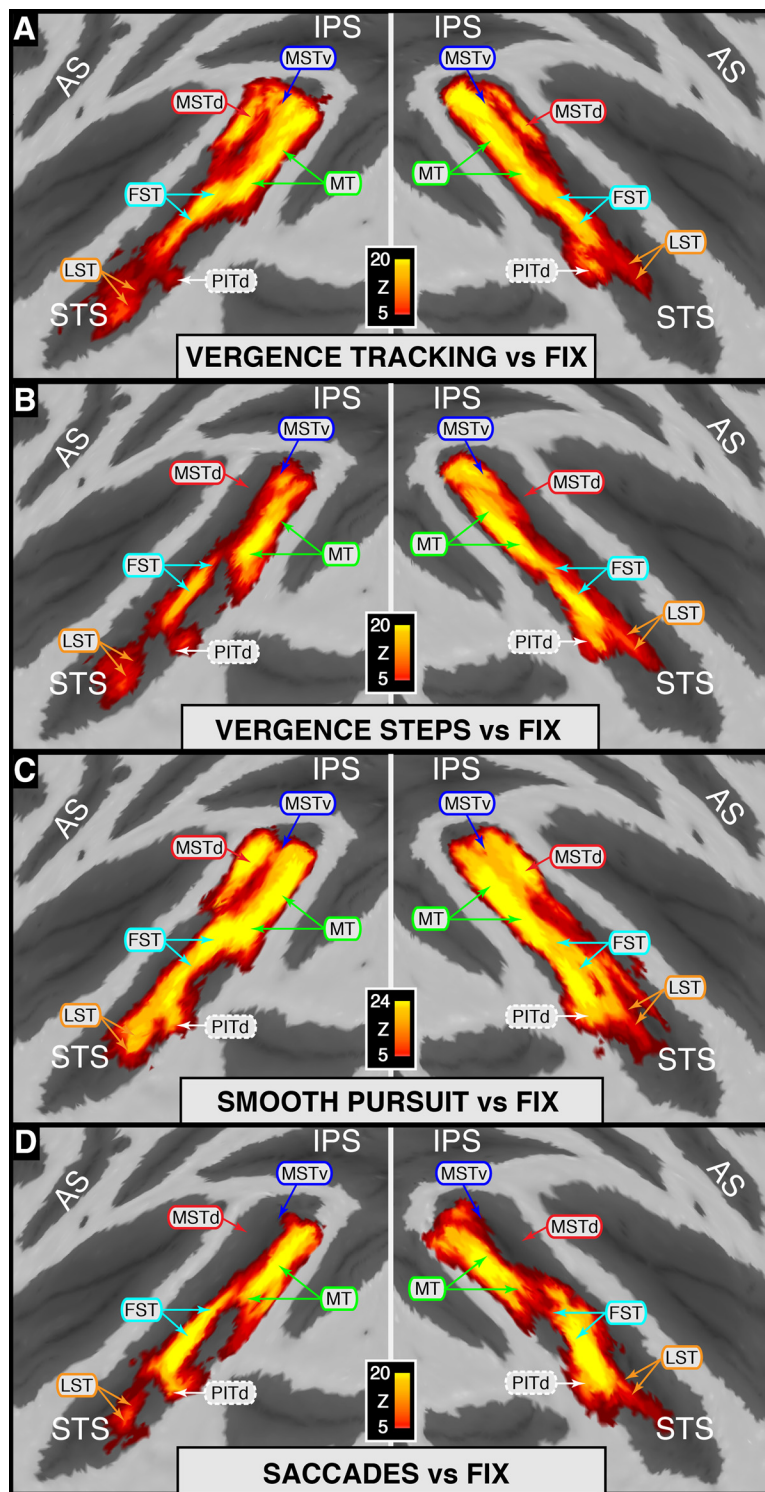 A
IPS
IPS
AS
AS
MSTv
MSTv
MSTd
MSTd
MT
MT
FST
FST
LST
LST
PITd
PITd
STS
STS
20
Z
5
VERGENCE TRACKING vs FIX
B
IPS
IPS
AS
AS
MSTv
MSTv
MSTd
MSTd
MT
MT
FST
FST
LST
LST
PITd
PITd
STS
STS
20
Z
5
VERGENCE STEPS vs FIX
C
IPS
IPS
AS
AS
MSTv
MSTv
MSTd
MSTd
MT
MT
FST
FST
LST
LST
PITd
PITd
STS
STS
24
Z
5
SMOOTH PURSUIT vs FIX
D
IPS
IPS
AS
AS
MSTv
MSTv
MSTd
MSTd
MT
MT
FST
FST
LST
LST
PITd
PITd
STS
STS
20
Z
5
SACCADES vs FIX